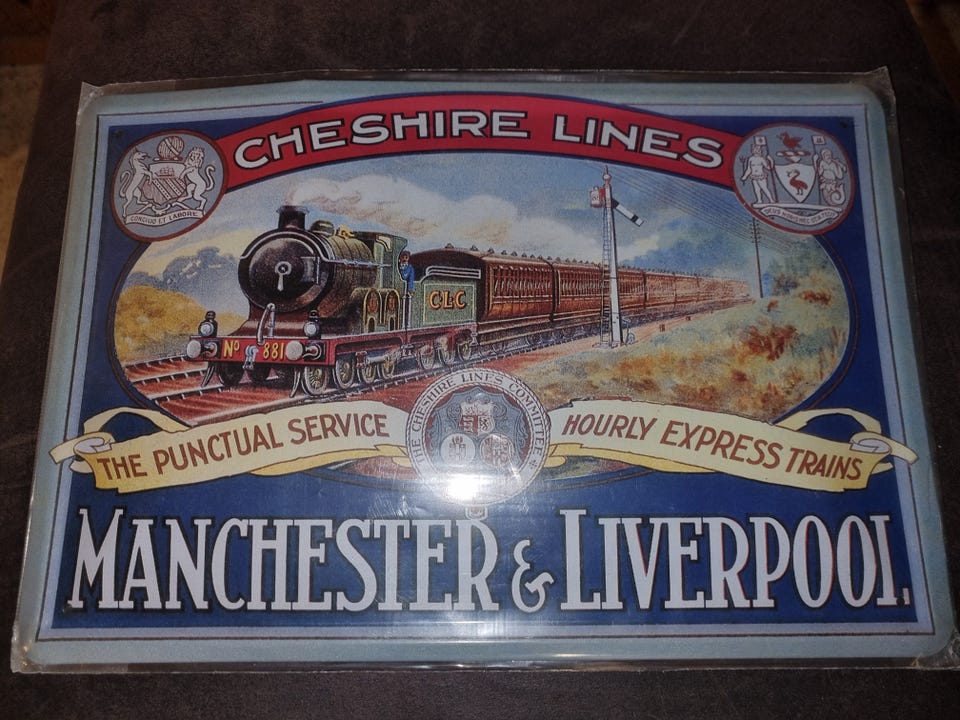 CHESHIRE LINES
CONCILIO ET LABORE
CLC
No 881
THE CHESHIRE LINES COMMITTEE
THE PUNCTUAL SERVICE
HOURLY EXPRESS TRAINS
MANCHESTER & LIVERPOOL